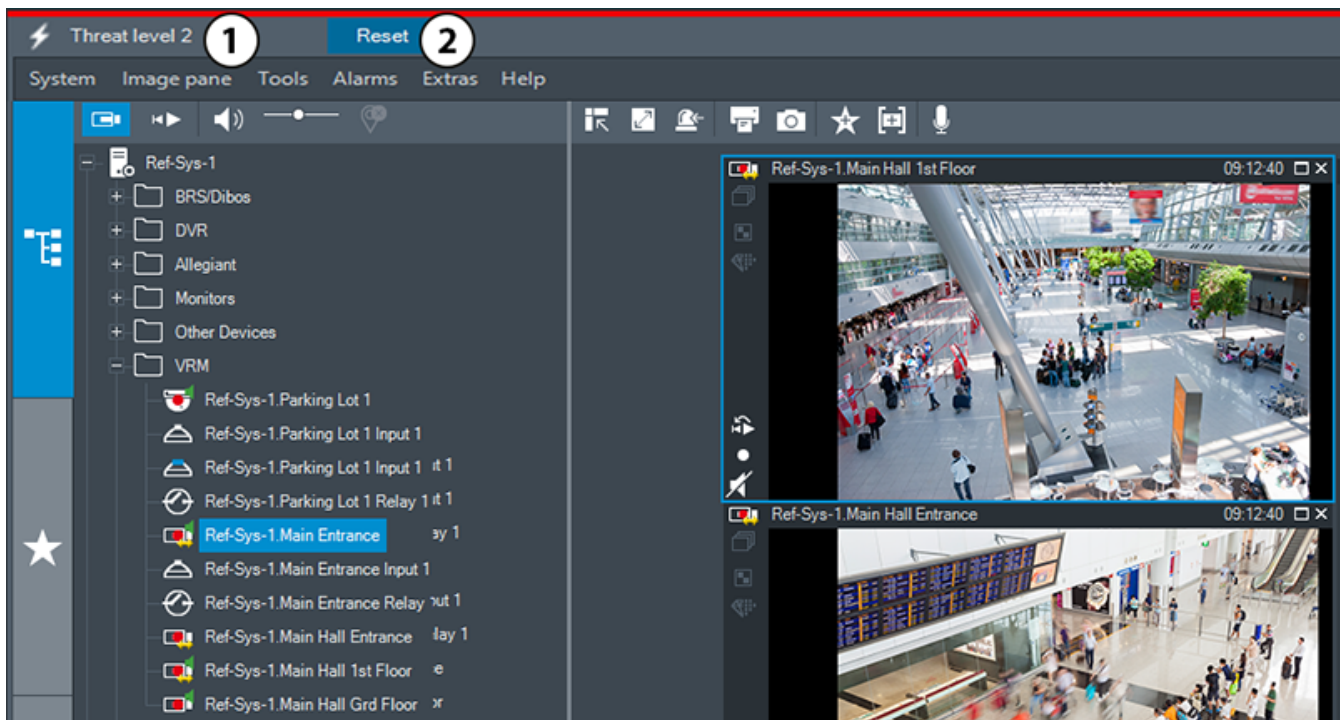 Threat level 2 1 Reset 2
System Image pane Tools Alarms Extras Help
Ref-Sys-1
BRS/Dibos
DVR
Allegiant
Monitors
Other Devices
VRM
Ref-Sys-1.Parking Lot 1
Ref-Sys-1.Parking Lot 1 Input 1
Ref-Sys-1.Parking Lot 1 Input 1
Ref-Sys-1.Parking Lot 1 Relay 1
Ref-Sys-1.Main Entrance
Ref-Sys-1.Main Entrance Input 1
Ref-Sys-1.Main Entrance Relay
Ref-Sys-1.Main Hall Entrance
Ref-Sys-1.Main Hall 1st Floor
Ref-Sys-1.Main Hall Grd Floor
Ref-Sys-1.Main Hall 1st Floor 09:12:40
Ref-Sys-1.Main Hall Entrance 09:12:40